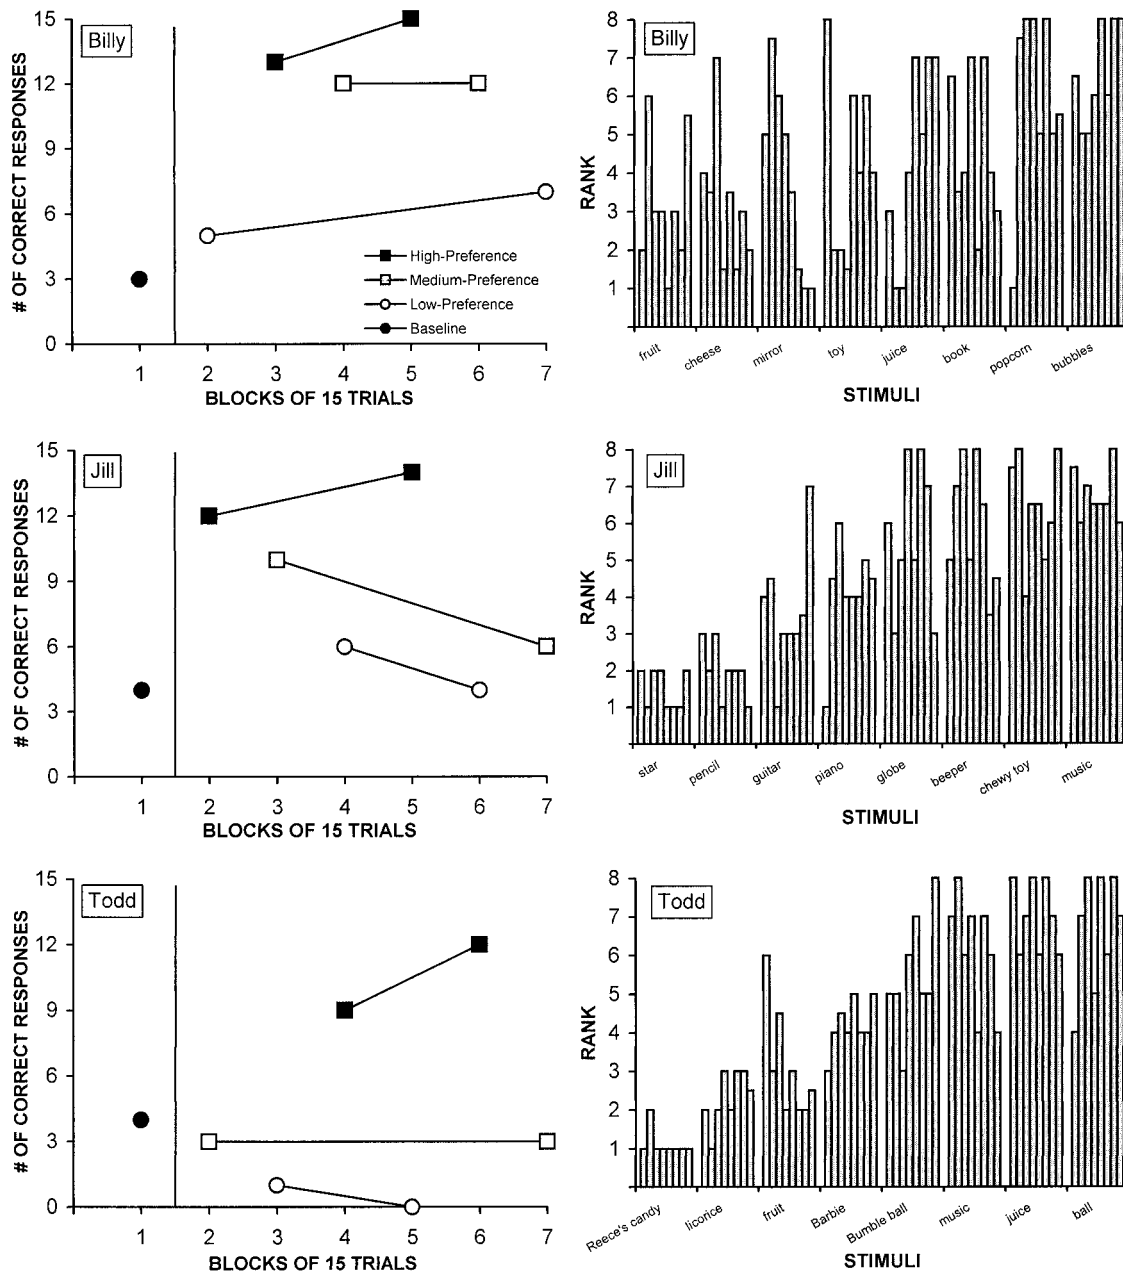 Billy
15
12
9
6
3
0
# OF CORRECT RESPONSES
High-Preference
Medium-Preference
Low-Preference
Baseline
1 2 3 4 5 6 7
BLOCKS OF 15 TRIALS
Billy
8
7
6
5
4
3
2
1
RANK
fruit cheese mirror toy juice book popcorn bubbles
STIMULI
Jill
15
12
9
6
3
0
# OF CORRECT RESPONSES
1 2 3 4 5 6 7
BLOCKS OF 15 TRIALS
Jill
8
7
6
5
4
3
2
1
RANK
star pencil guitar piano globe beeper chewy toy music
STIMULI
Todd
15
12
9
6
3
0
# OF CORRECT RESPONSES
1 2 3 4 5 6 7
BLOCKS OF 15 TRIALS
Todd
8
7
6
5
4
3
2
1
RANK
Reece's candy licorice fruit Barbie Bumble ball music juice ball
STIMULI